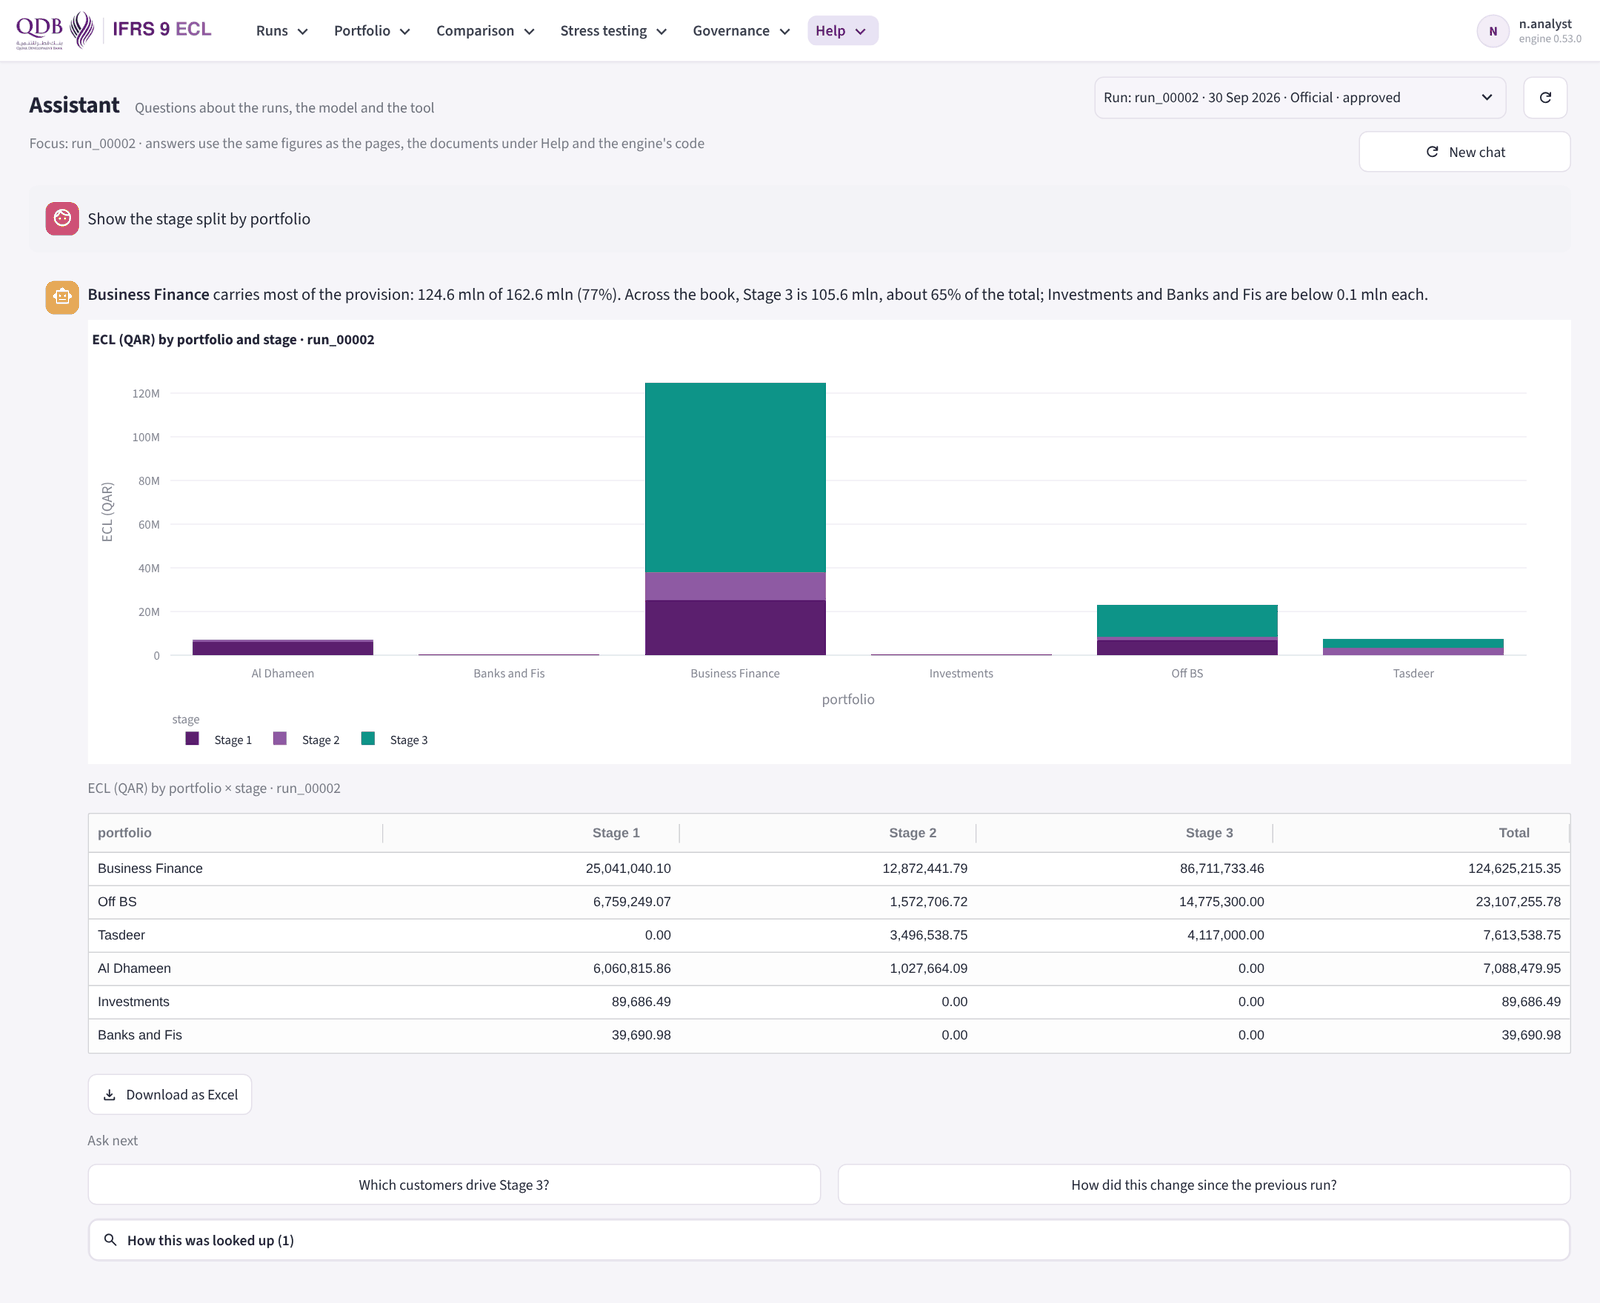 QDB
IFRS 9 ECL
Runs
Portfolio
Comparison
Stress testing
Governance
Help
N
n.analyst
engine 0.53.0
Assistant
Questions about the runs, the model and the tool
Run: run_00002 · 30 Sep 2026 · Official · approved
Focus: run_00002 · answers use the same figures as the pages, the documents under Help and the engine's code
New chat
Show the stage split by portfolio
Business Finance carries most of the provision: 124.6 mln of 162.6 mln (77%). Across the book, Stage 3 is 105.6 mln, about 65% of the total; Investments and Banks and Fis are below 0.1 mln each.
ECL (QAR) by portfolio and stage · run_00002
ECL (QAR)
120M
100M
80M
60M
40M
20M
0
Al Dhameen
Banks and Fis
Business Finance
Investments
Off BS
Tasdeer
portfolio
stage
Stage 1 Stage 2 Stage 3
ECL (QAR) by portfolio × stage · run_00002
portfolio Stage 1 Stage 2 Stage 3 Total
Business Finance 25,041,040.10 12,872,441.79 86,711,733.46 124,625,215.35
Off BS 6,759,249.07 1,572,706.72 14,775,300.00 23,107,255.78
Tasdeer 0.00 3,496,538.75 4,117,000.00 7,613,538.75
Al Dhameen 6,060,815.86 1,027,664.09 0.00 7,088,479.95
Investments 89,686.49 0.00 0.00 89,686.49
Banks and Fis 39,690.98 0.00 0.00 39,690.98
Download as Excel
Ask next
Which customers drive Stage 3?
How did this change since the previous run?
How this was looked up (1)